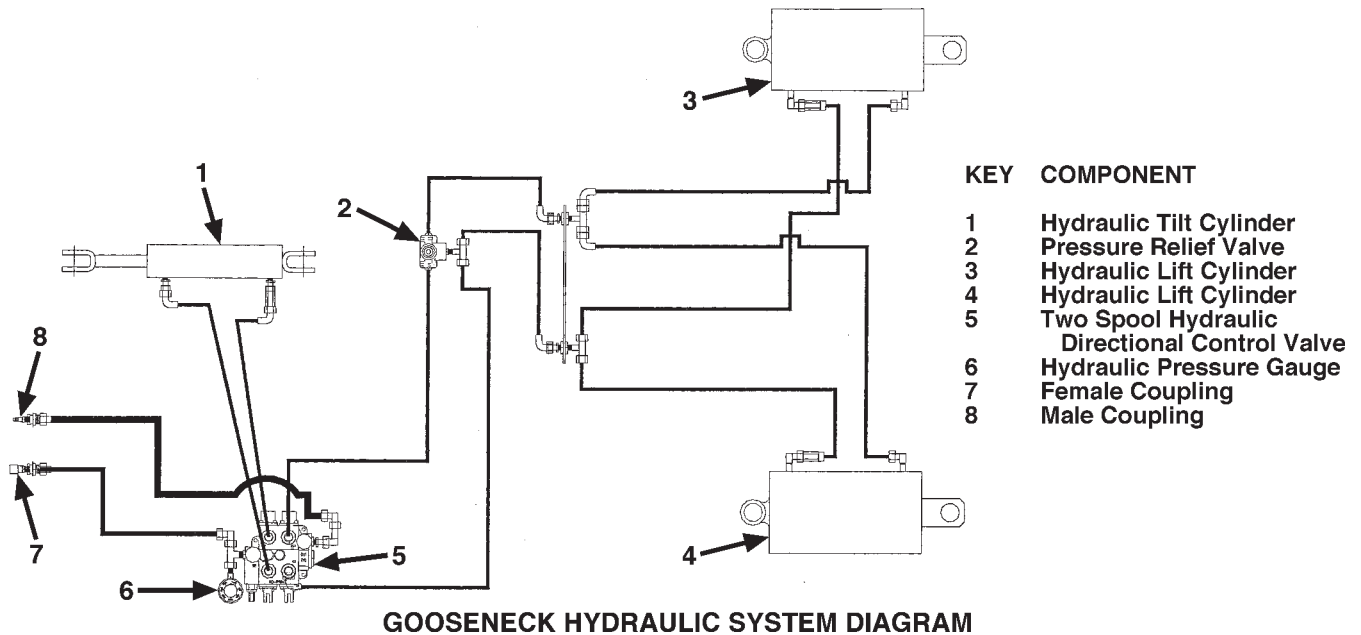 3
1
2
8
7
6
5
4
KEY COMPONENT
1 Hydraulic Tilt Cylinder
2 Pressure Relief Valve
3 Hydraulic Lift Cylinder
4 Hydraulic Lift Cylinder
5 Two Spool Hydraulic
Directional Control Valve
6 Hydraulic Pressure Gauge
7 Female Coupling
8 Male Coupling
GOOSENECK HYDRAULIC SYSTEM DIAGRAM